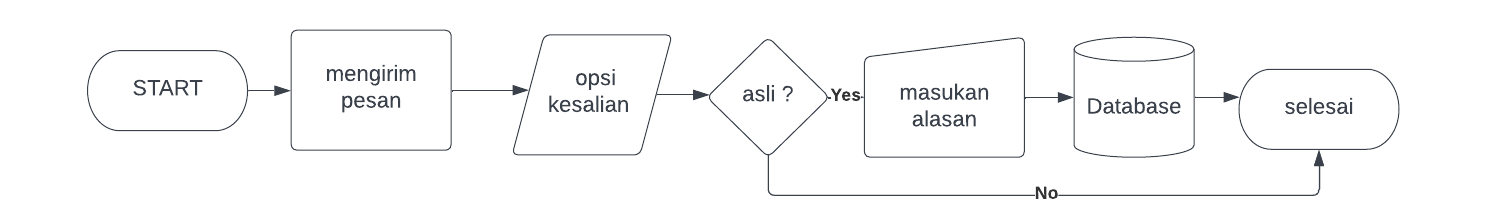 START
mengirim
pesan
opsi
kesalian
asli ?
Yes
masukan
alasan
Database
selesai
No